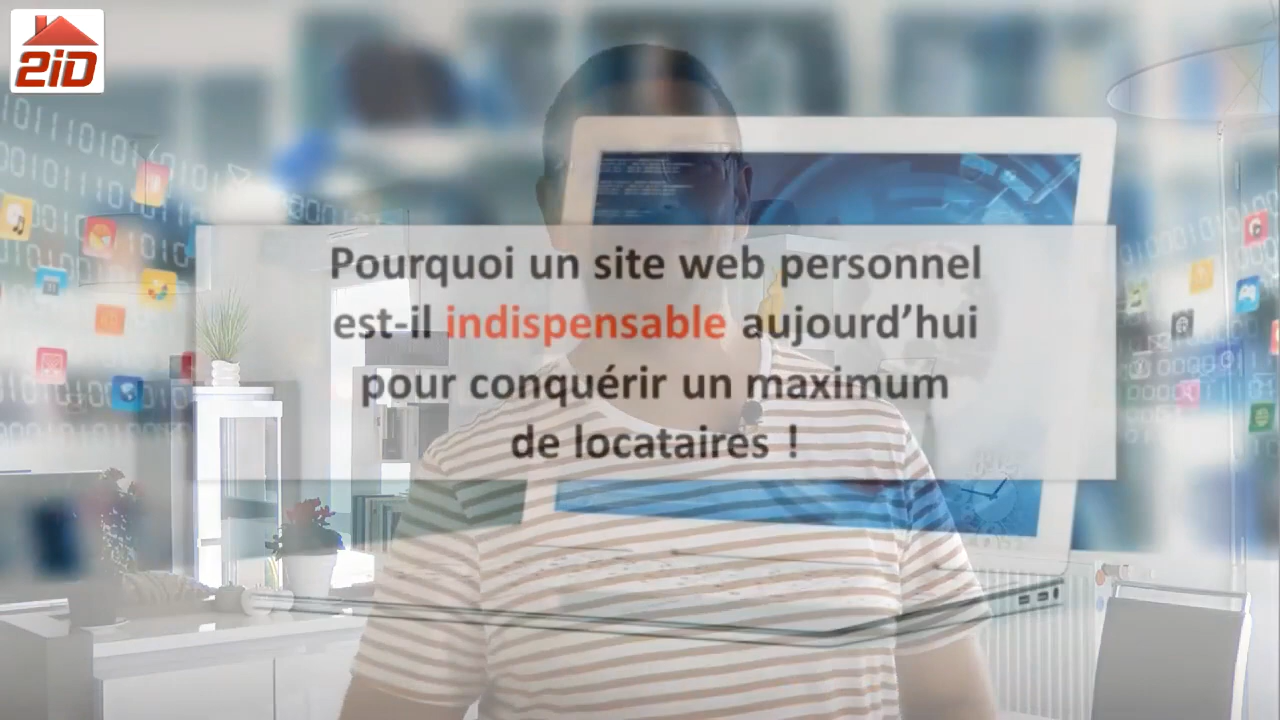 2iD
Pourquoi un site web personnel
est-il indispensable aujourd’hui
pour conquérir un maximum
de locataires !